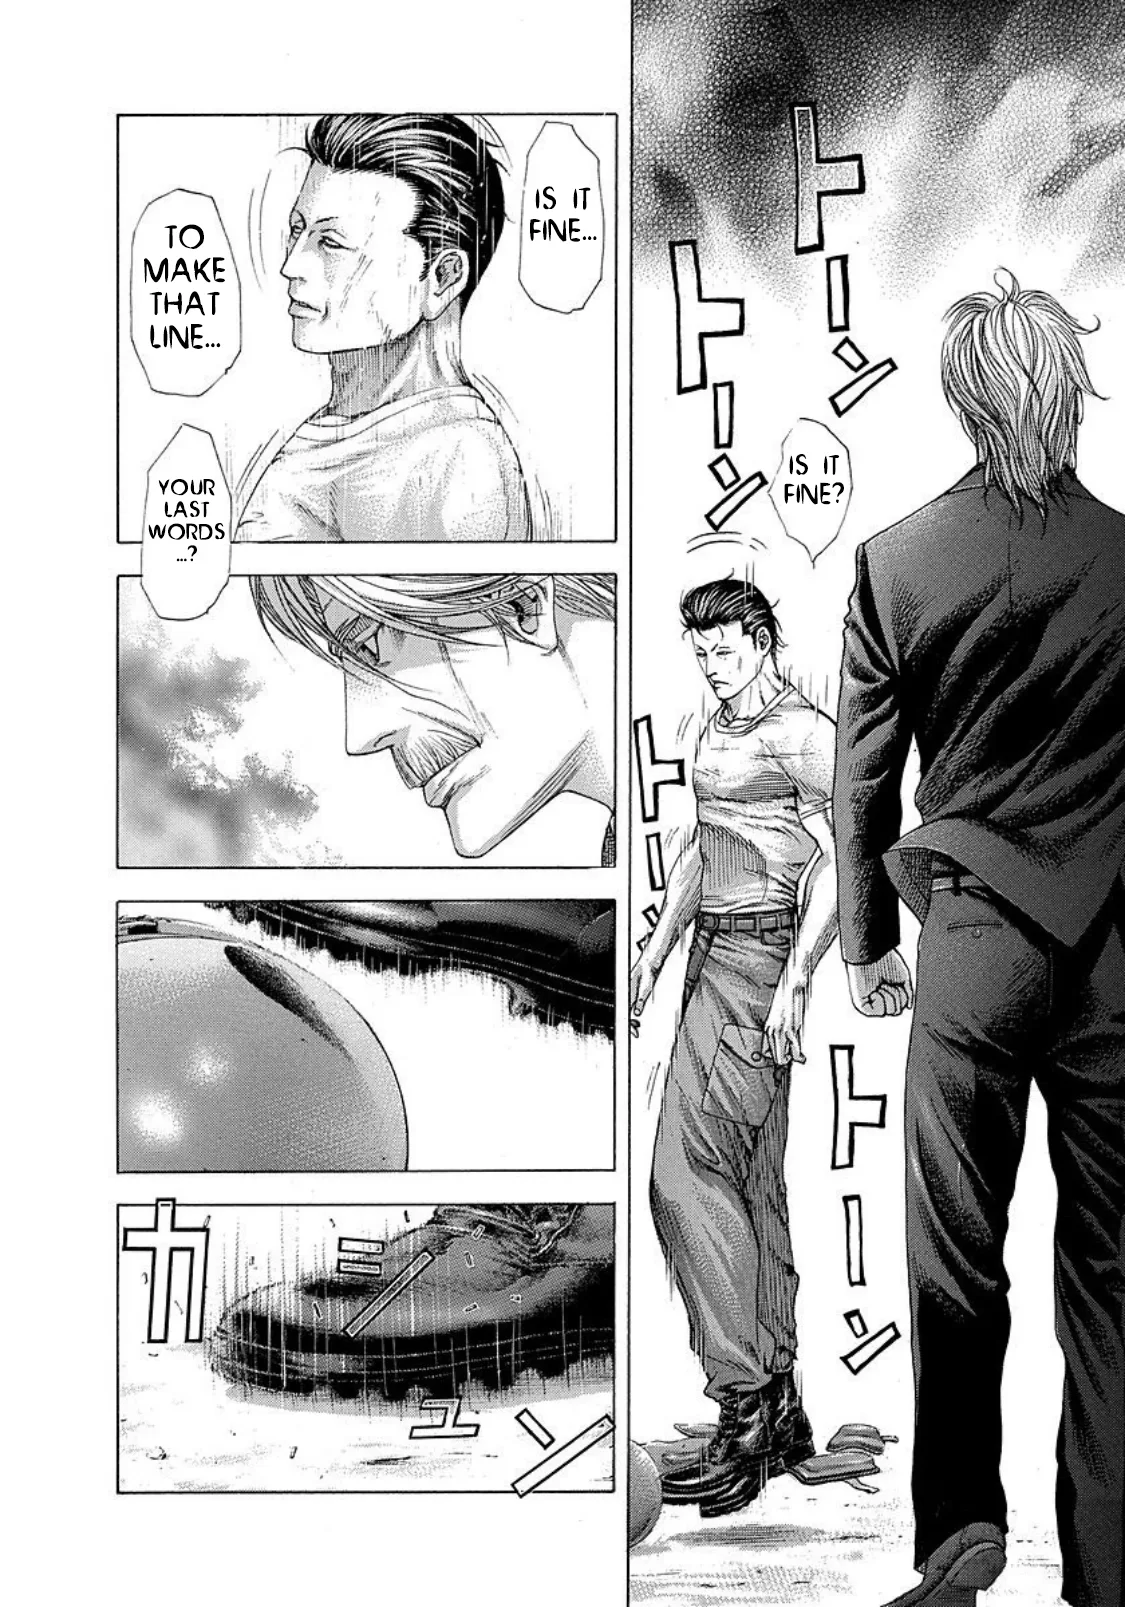 トーン
トーン
IS IT
FINE?
トーン
トーン
IS IT
FINE...
TO
MAKE
THAT
LINE...
YOUR
LAST
WORDS
...?
カン
ュン